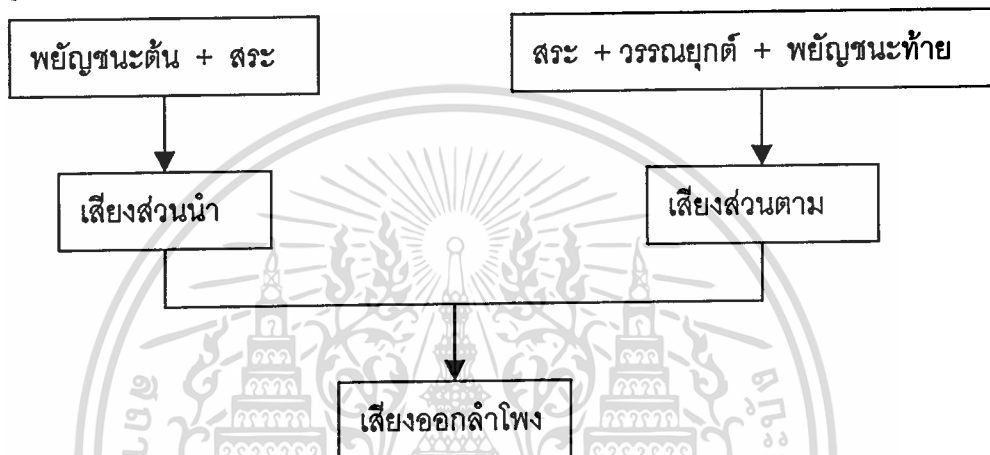 พยัญชนะต้น + สระ
สระ + วรรณยุกต์ + พยัญชนะท้าย
เสียงส่วนนำ
เสียงส่วนตาม
เสียงออกลำโพง